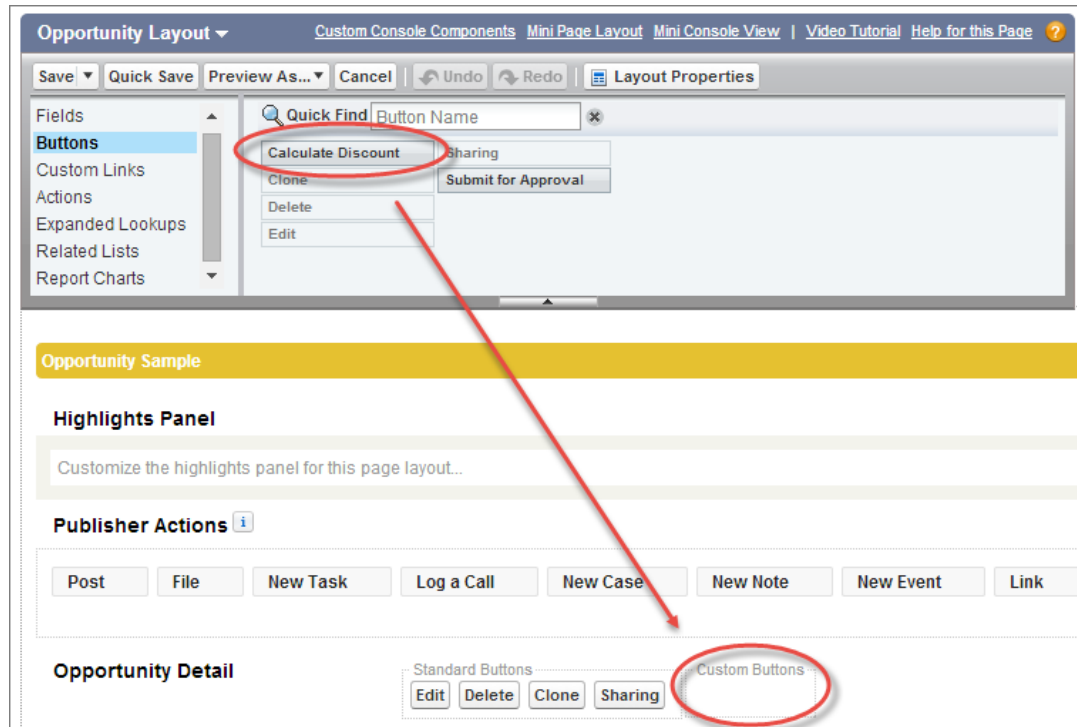 Opportunity Layout Custom Console Components Mini Page Layout Mini Console View | Video Tutorial Help for this Page ?
Save Quick Save Preview As... Cancel Undo Redo Layout Properties
Fields
Buttons
Custom Links
Actions
Expanded Lookups
Related Lists
Report Charts
Quick Find Button Name
Calculate Discount Sharing
Clone Submit for Approval
Delete
Edit
Opportunity Sample
Highlights Panel
Customize the highlights panel for this page layout...
Publisher Actions i
Post File New Task Log a Call New Case New Note New Event Link
Opportunity Detail
Standard Buttons Custom Buttons
Edit Delete Clone Sharing